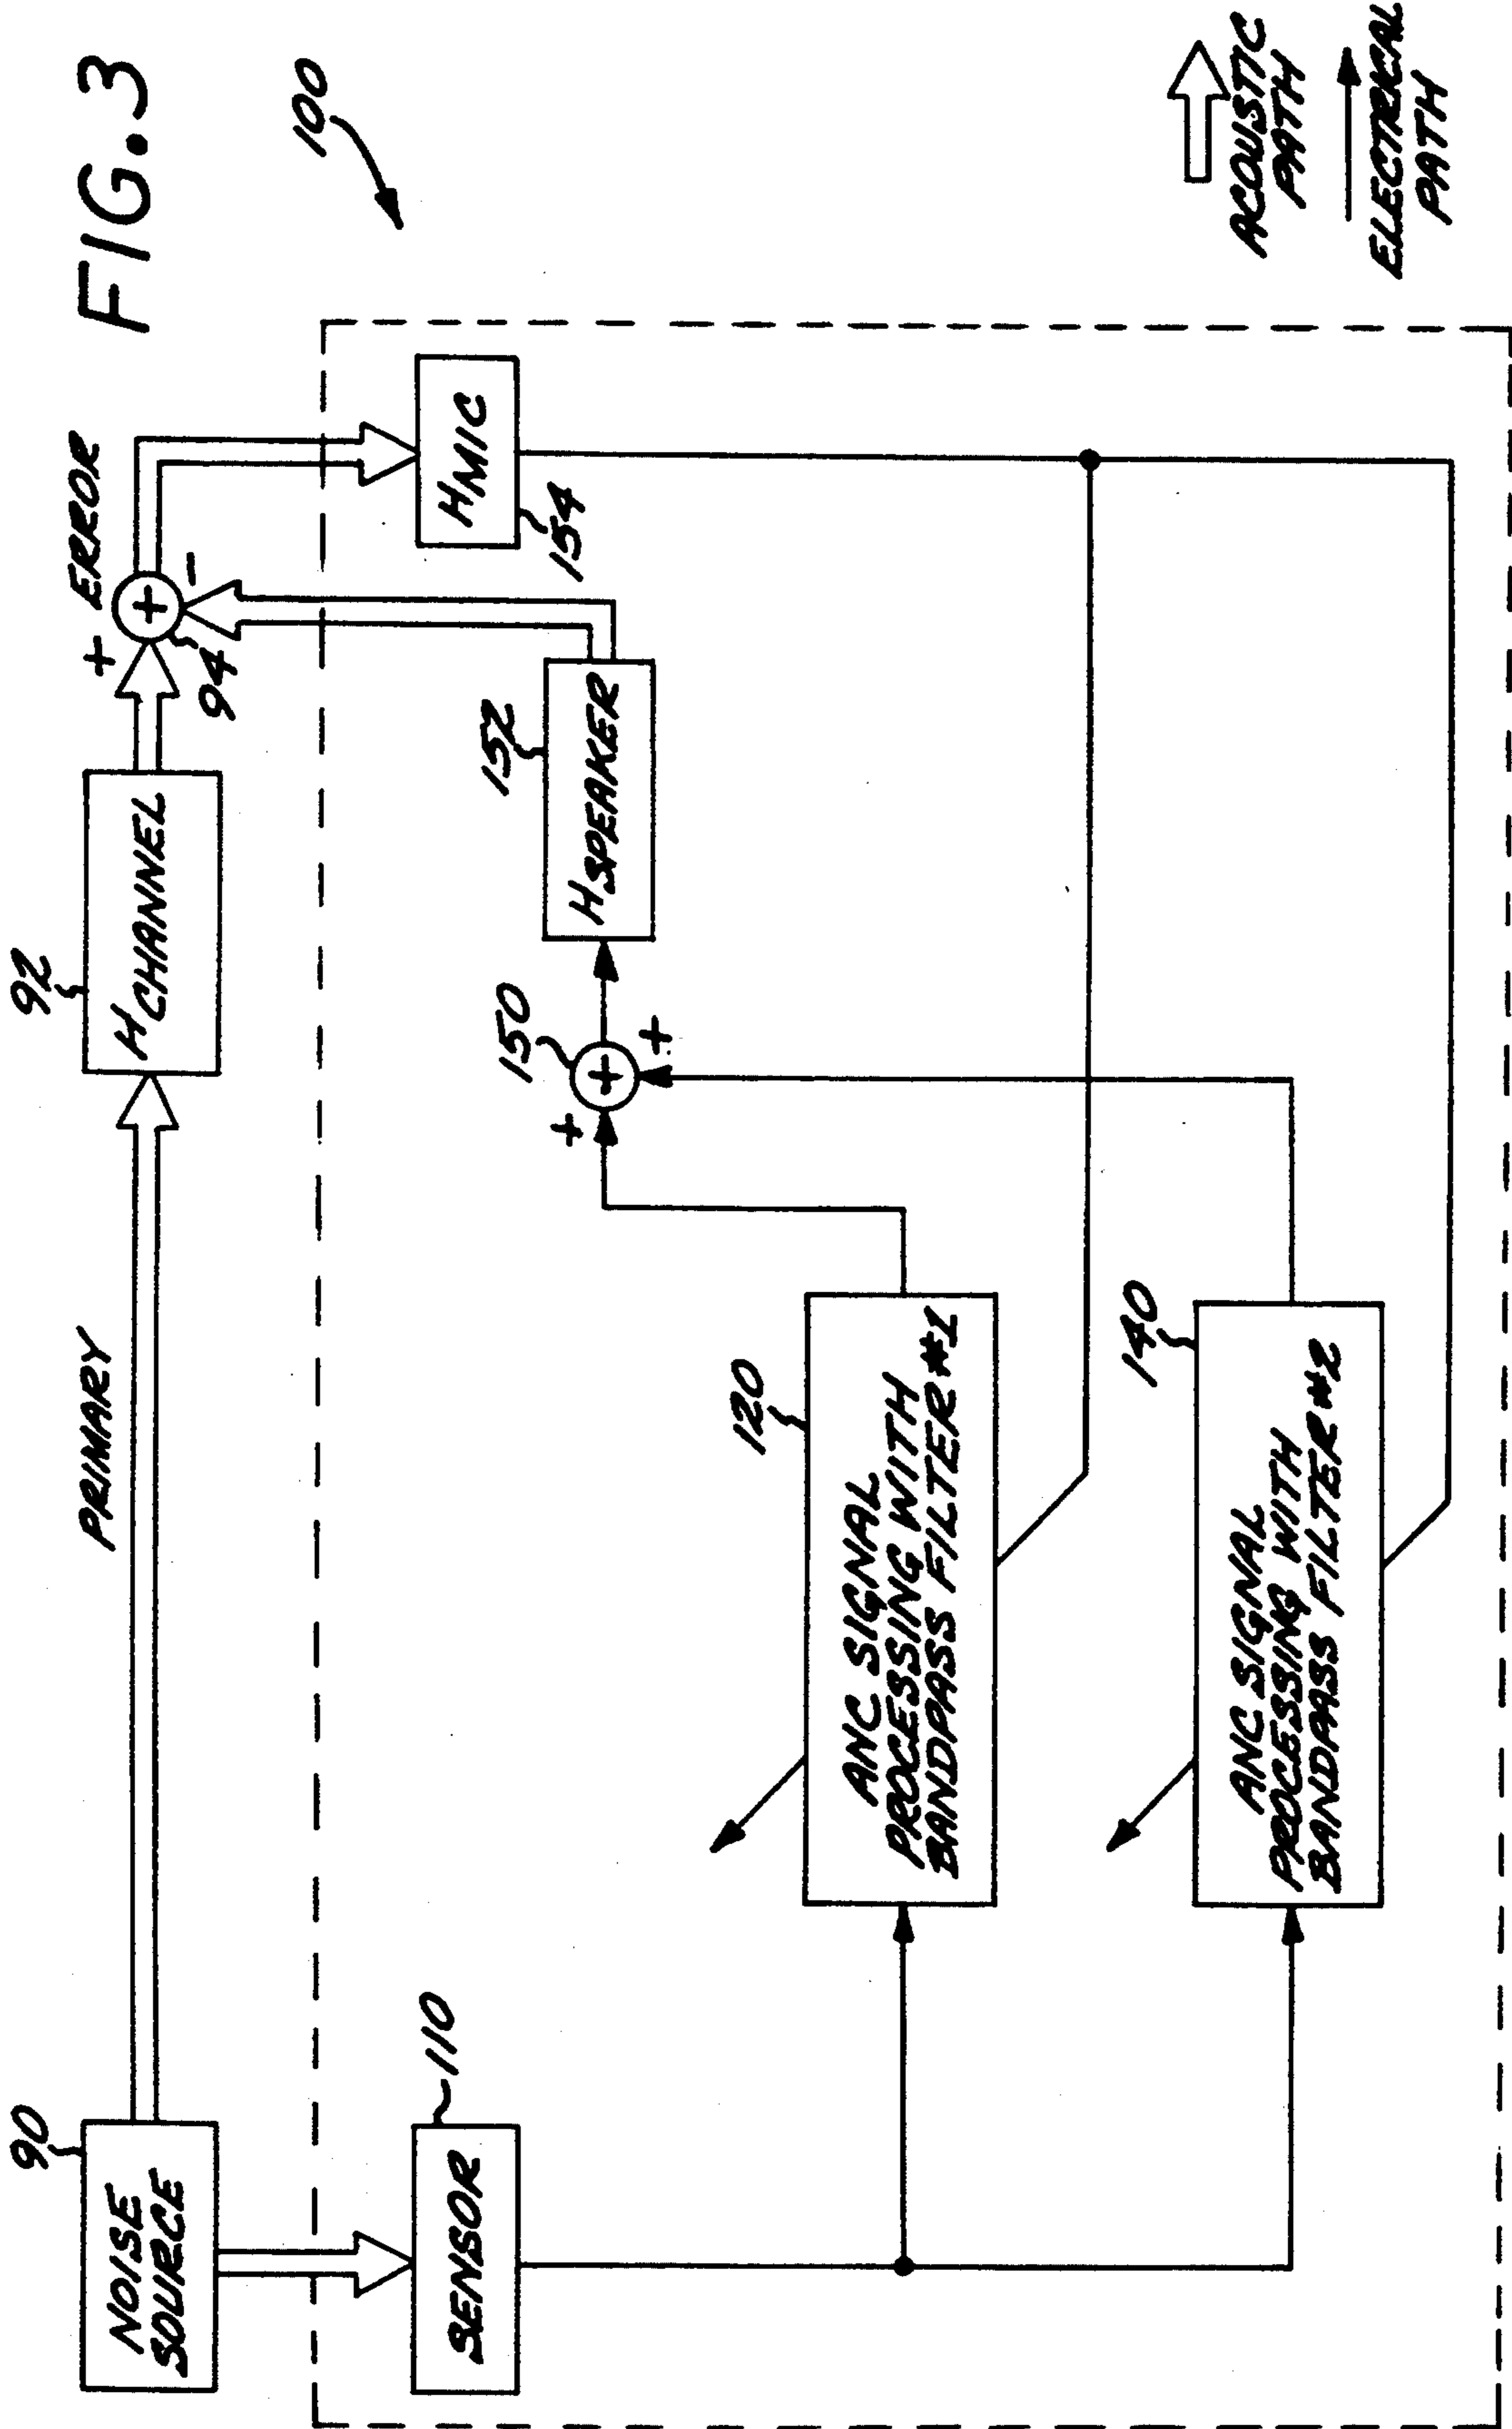 FIG. 3
100
90
NOISE
SOURCE
PRIMARY
92
HCHANNEL
+
ERROR
+
-
94
110
SENSOR
HMIC
154
152
HSPEAKER
150
+
+
+
120
ANC SIGNAL
PROCESSING WITH
BANDPASS FILTER #1
140
ANC SIGNAL
PROCESSING WITH
BANDPASS FILTER #2
ACOUSTIC
PATH
ELECTRICAL
PATH